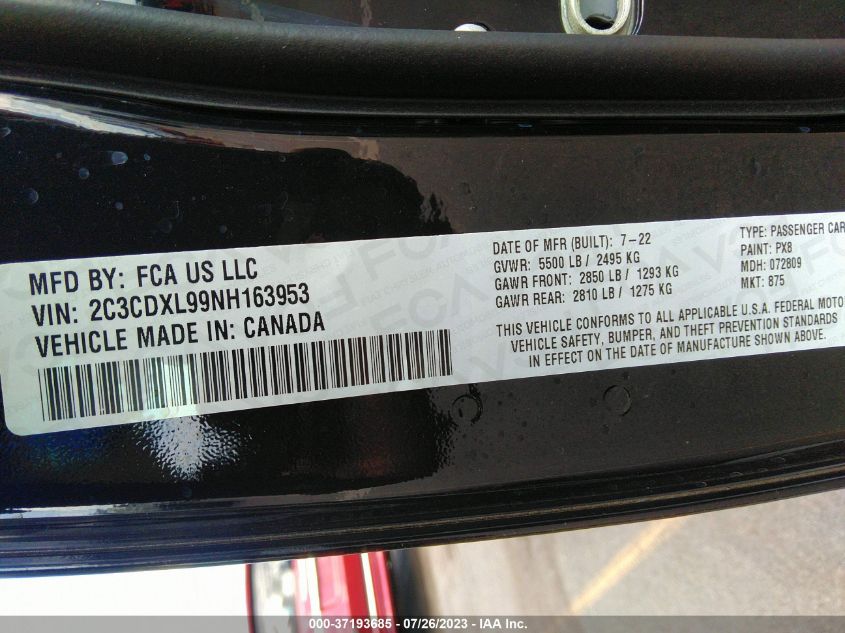 MFD BY: FCA US LLC
VIN: 2C3CDXL99NH163953
VEHICLE MADE IN: CANADA
DATE OF MFR (BUILT): 7-22
GVWR: 5500 LB / 2495 KG
GAWR FRONT: 2850 LB / 1293 KG
GAWR REAR: 2810 LB / 1275 KG
TYPE: PASSENGER CAR
PAINT: PX8
MDH: 072809
MKT: 875
THIS VEHICLE CONFORMS TO ALL APPLICABLE U.S.A. FEDERAL MOTO
VEHICLE SAFETY, BUMPER, AND THEFT PREVENTION STANDARDS
IN EFFECT ON THE DATE OF MANUFACTURE SHOWN ABOVE.
000-37193685 - 07/26/2023 - IAA Inc.